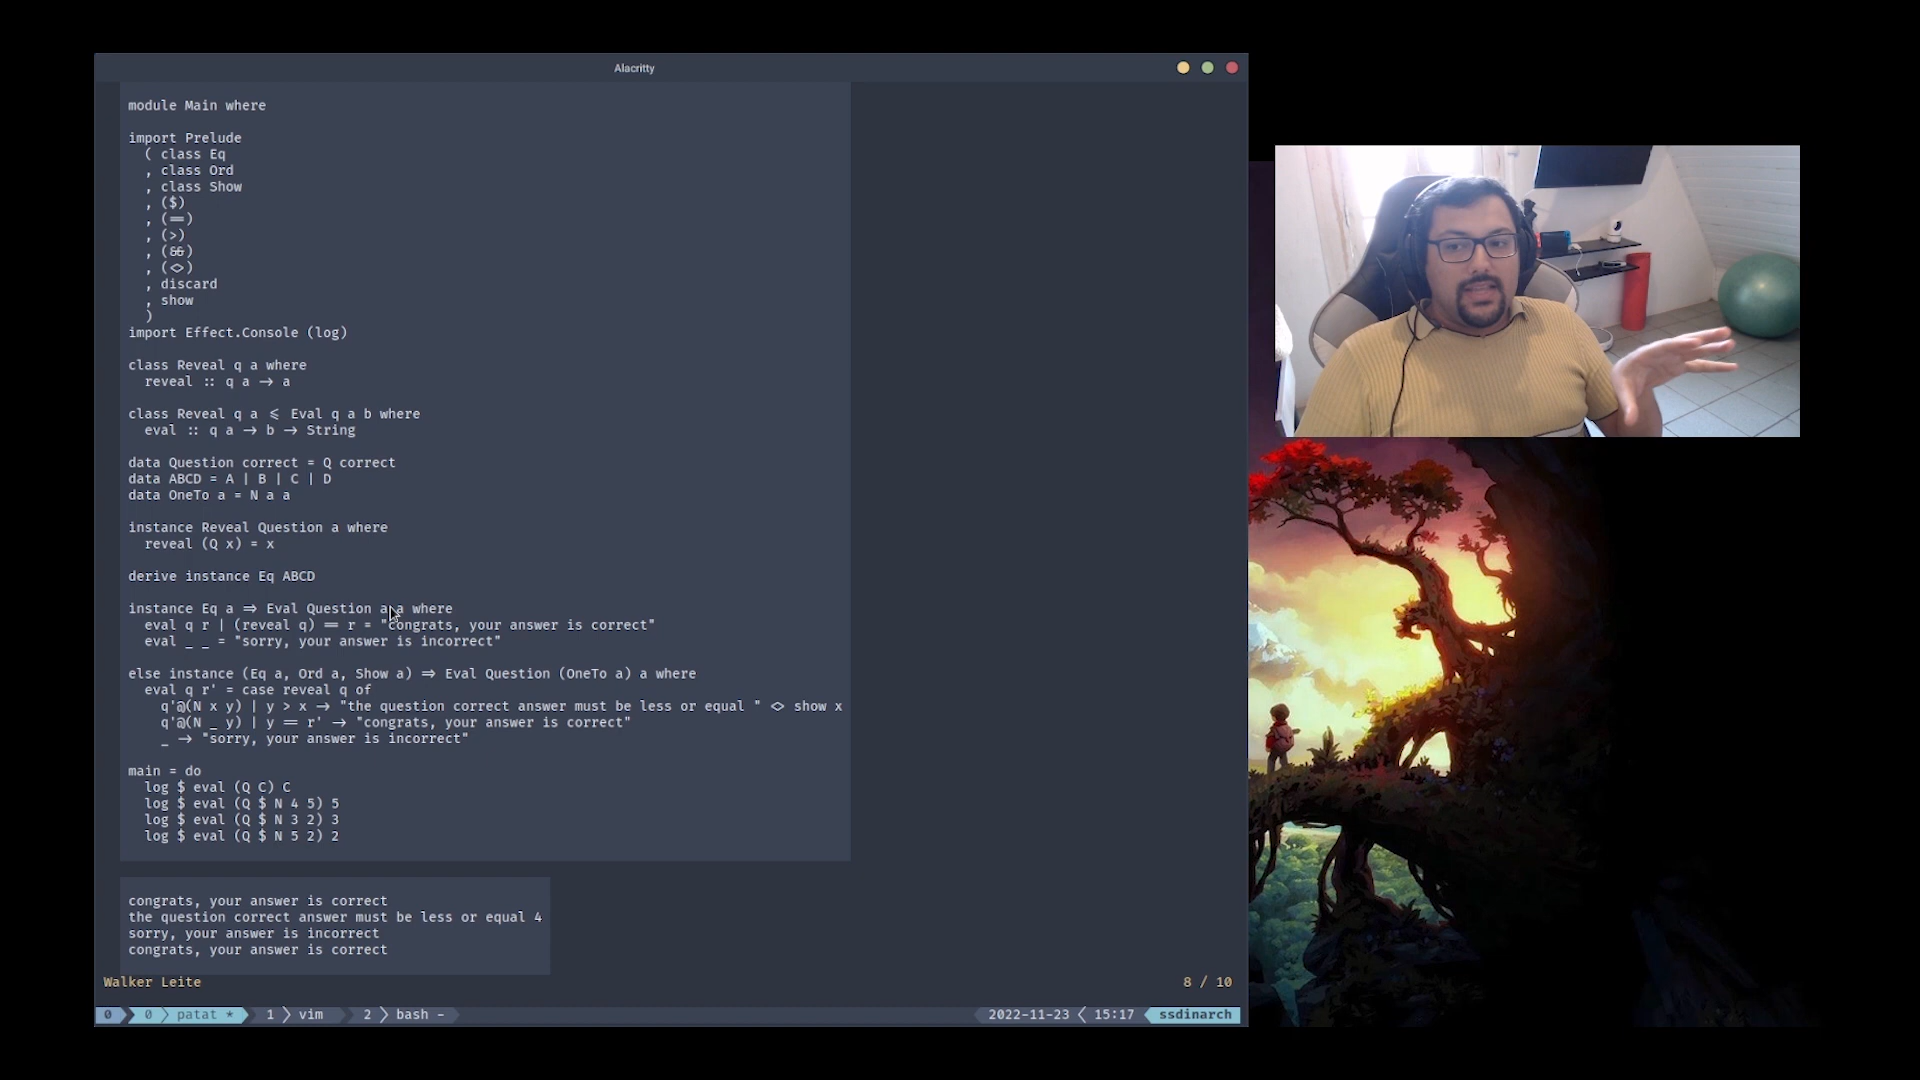 Alacritty
module Main where
import Prelude
( class Eq
, class Ord
, class Show
, ($)
, (==)
, (>)
, (&&)
, (<>)
, discard
, show
)
import Effect.Console (log)
class Reveal q a where
reveal :: q a -> a
class Reveal q a <= Eval q a b where
eval :: q a -> b -> String
data Question correct = Q correct
data ABCD = A | B | C | D
data OneTo a = N a a
instance Reveal Question a where
reveal (Q x) = x
derive instance Eq ABCD
instance Eq a => Eval Question a a where
eval q r | (reveal q) == r = "congrats, your answer is correct"
eval _ _ = "sorry, your answer is incorrect"
else instance (Eq a, Ord a, Show a) => Eval Question (OneTo a) a where
eval q r' = case reveal q of
q'@(N x y) | y > x -> "the question correct answer must be less or equal " <> show x
q'@(N _ y) | y == r' -> "congrats, your answer is correct"
_ -> "sorry, your answer is incorrect"
main = do
log $ eval (Q C) C
log $ eval (Q $ N 4 5) 5
log $ eval (Q $ N 3 2) 3
log $ eval (Q $ N 5 2) 2
congrats, your answer is correct
the question correct answer must be less or equal 4
sorry, your answer is incorrect
congrats, your answer is correct
Walker Leite 8 / 10
0 0 patat * 1 vim 2 bash - 2022-11-23 15:17 ssdinarch